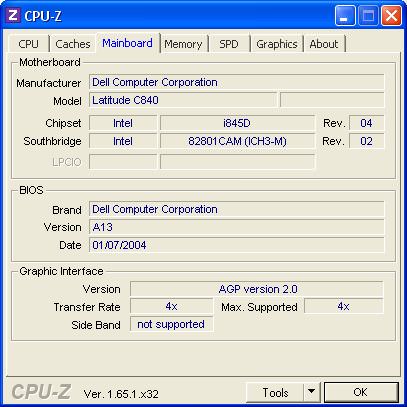 CPU-Z
CPU Caches Mainboard Memory SPD Graphics About
Motherboard
Manufacturer Dell Computer Corporation
Model Latitude C840
Chipset Intel i845D Rev. 04
Southbridge Intel 82801CAM (ICH3-M) Rev. 02
LPCIO
BIOS
Brand Dell Computer Corporation
Version A13
Date 01/07/2004
Graphic Interface
Version AGP version 2.0
Transfer Rate 4x Max. Supported 4x
Side Band not supported
CPU-Z Ver. 1.65.1.x32 Tools OK